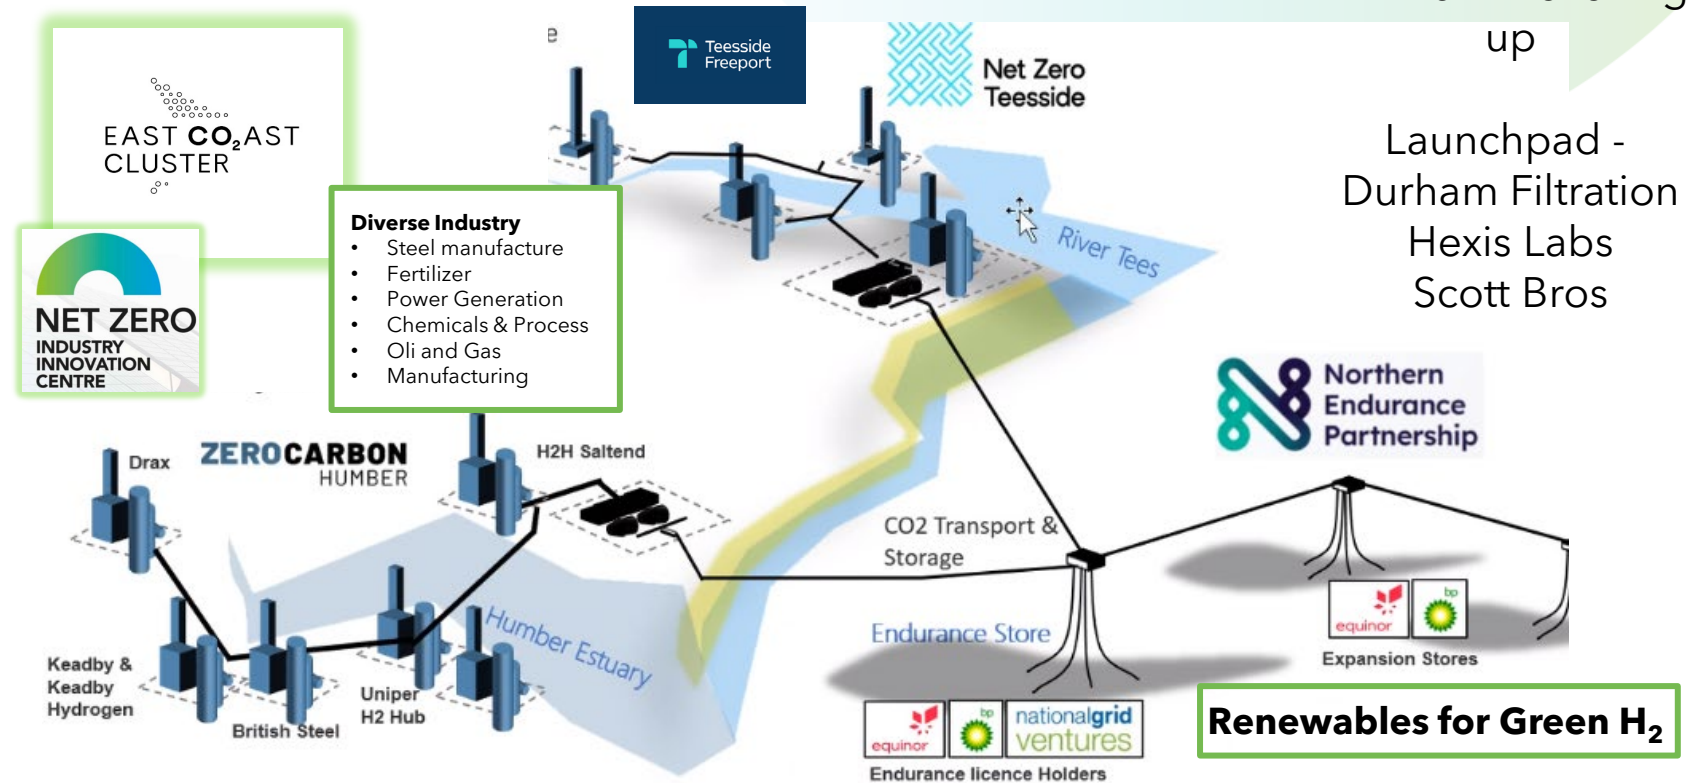 up
Teesside
Freeport
Net Zero
Teesside
EAST CO₂AST
CLUSTER
Launchpad -
Durham Filtration
Hexis Labs
Scott Bros
NET ZERO
INDUSTRY
INNOVATION
CENTRE
Diverse Industry
• Steel manufacture
• Fertilizer
• Power Generation
• Chemicals & Process
• Oli and Gas
• Manufacturing
River Tees
Northern
Endurance
Partnership
Drax
ZEROCARBON
HUMBER
H2H Saltend
CO2 Transport &
Storage
Humber Estuary
Endurance Store
equinor
bp
Expansion Stores
Keadby &
Keadby
Hydrogen
British Steel
Uniper
H2 Hub
equinor
bp
nationalgrid
ventures
Endurance licence Holders
Renewables for Green H₂